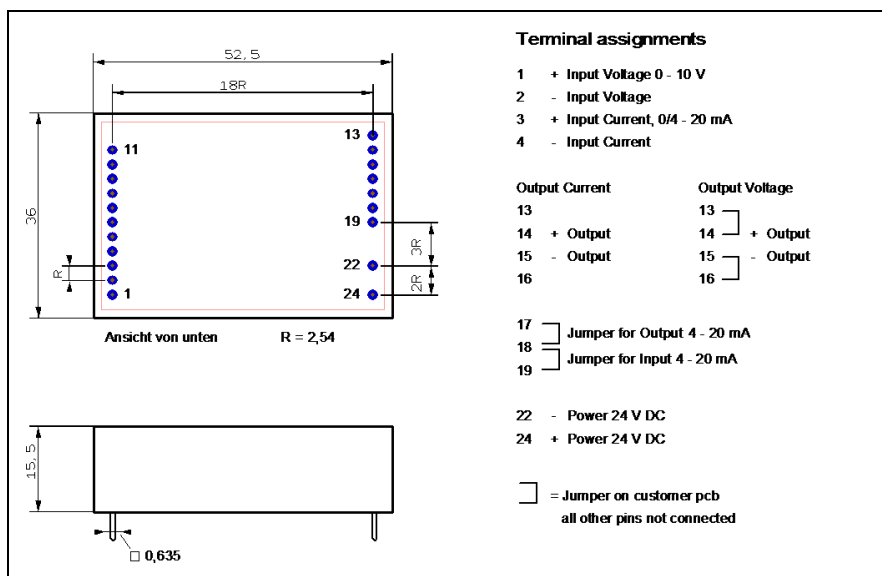 52,5
18R
13
11
36
19
3R
R
22
2R
1
24
Ansicht von unten R = 2,54
15,5
□ 0,635
Terminal assignments
1 + Input Voltage 0 - 10 V
2 - Input Voltage
3 + Input Current, 0/4 - 20 mA
4 - Input Current
Output Current Output Voltage
13 13
14 + Output 14 + Output
15 - Output 15 - Output
16 16
17
Jumper for Output 4 - 20 mA
18
Jumper for Input 4 - 20 mA
19
22 - Power 24 V DC
24 + Power 24 V DC
= Jumper on customer pcb
all other pins not connected